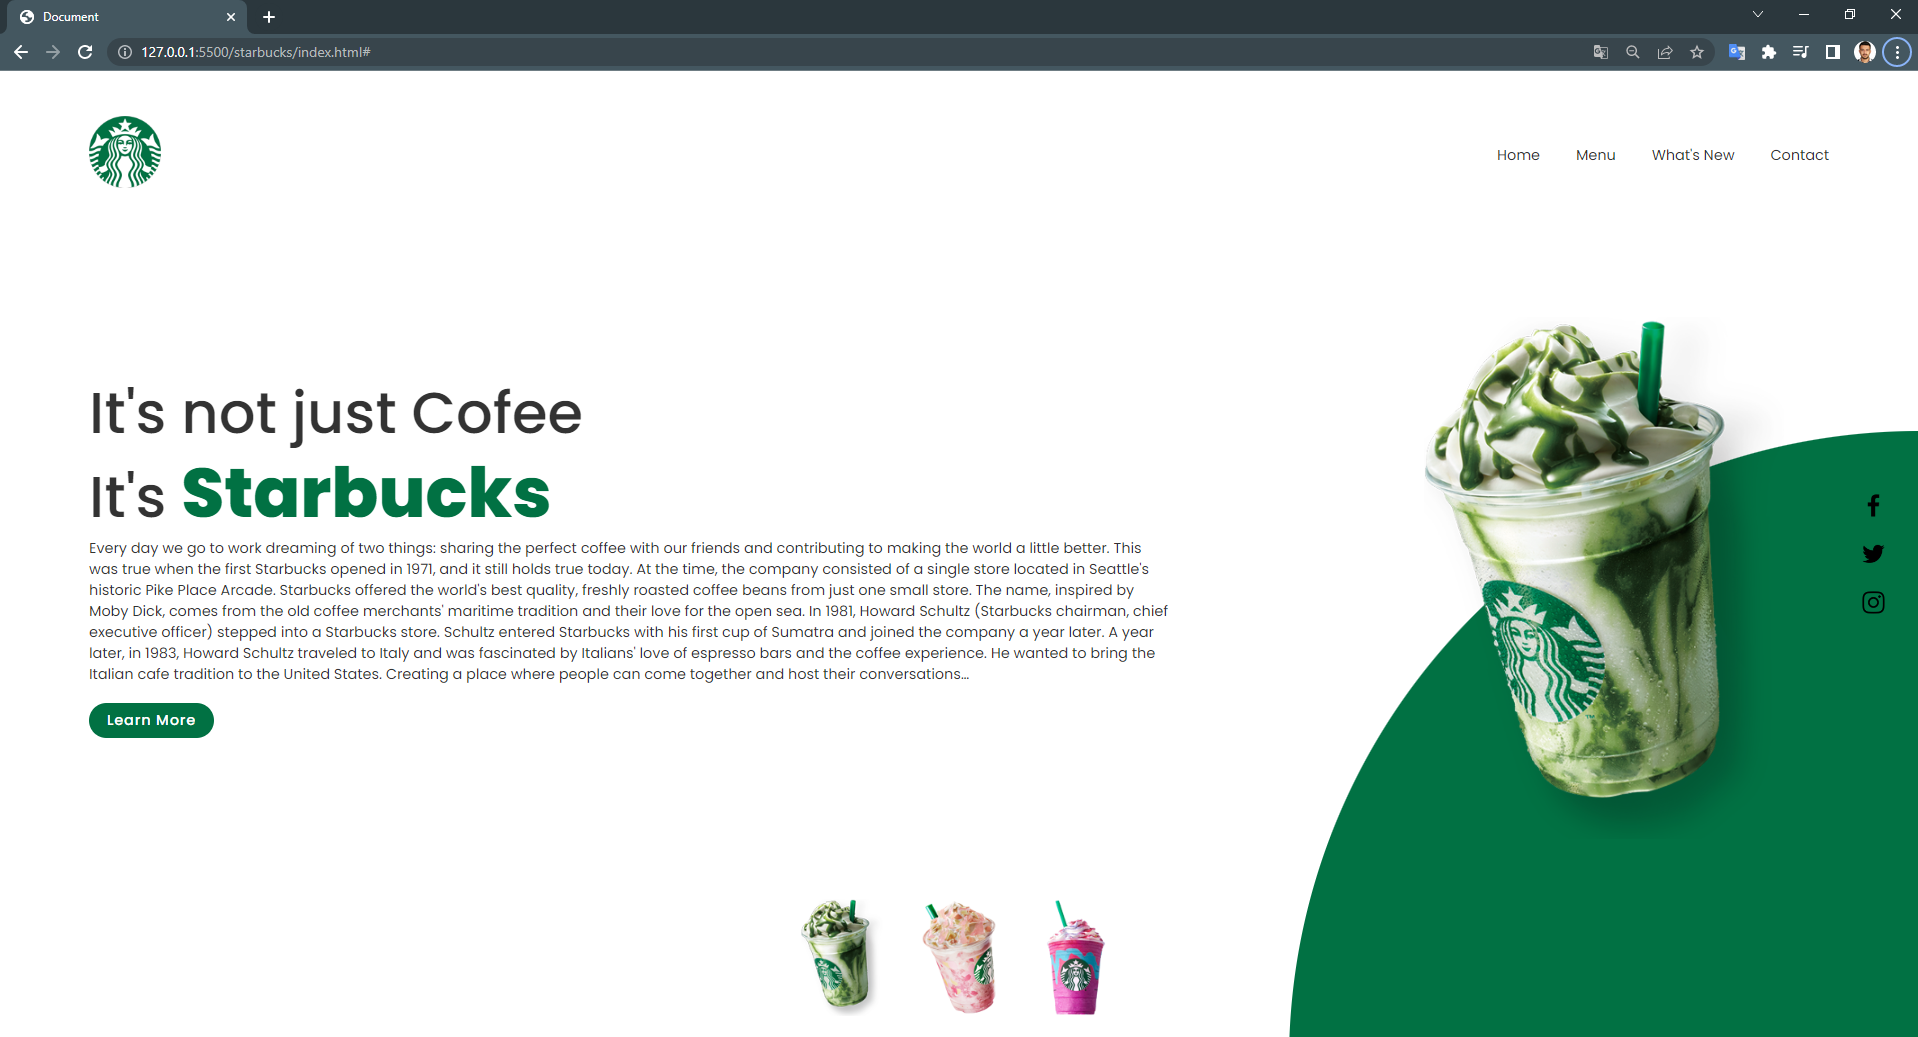 Document
127.0.0.1:5500/starbucks/index.html#
Home Menu What's New Contact
It's not just Cofee
It's Starbucks
Every day we go to work dreaming of two things: sharing the perfect coffee with our friends and contributing to making the world a little better. This
was true when the first Starbucks opened in 1971, and it still holds true today. At the time, the company consisted of a single store located in Seattle's
historic Pike Place Arcade. Starbucks offered the world's best quality, freshly roasted coffee beans from just one small store. The name, inspired by
Moby Dick, comes from the old coffee merchants' maritime tradition and their love for the open sea. In 1981, Howard Schultz (Starbucks chairman, chief
executive officer) stepped into a Starbucks store. Schultz entered Starbucks with his first cup of Sumatra and joined the company a year later. A year
later, in 1983, Howard Schultz traveled to Italy and was fascinated by Italians' love of espresso bars and the coffee experience. He wanted to bring the
Italian cafe tradition to the United States. Creating a place where people can come together and host their conversations...
Learn More